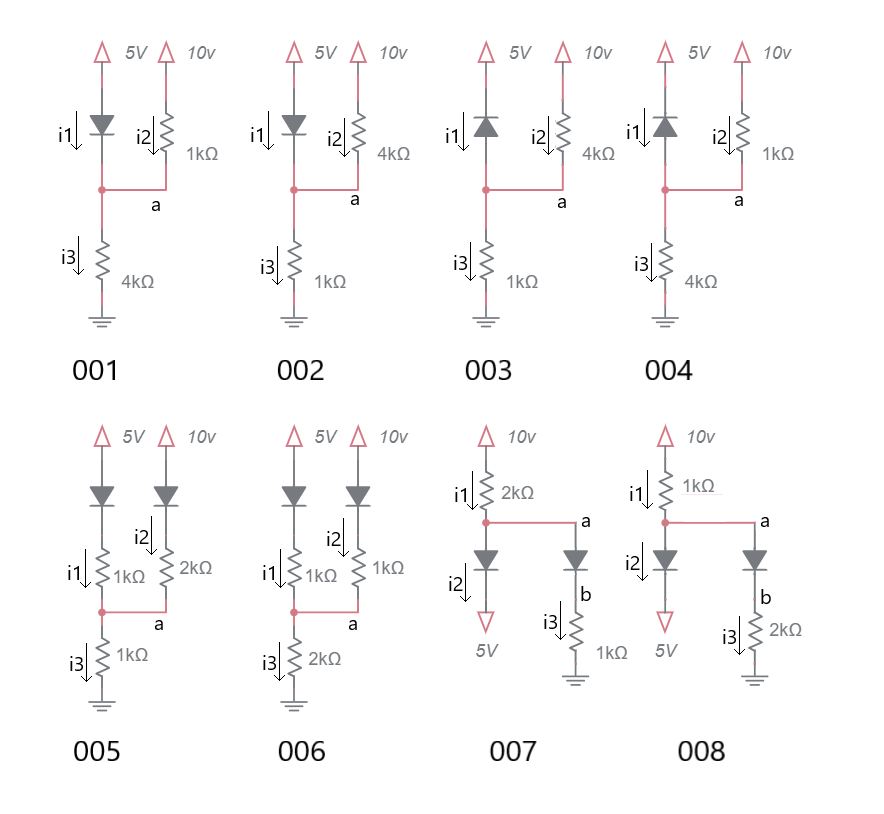 5V 10v 5V 10v 5V 10v 5V 10v
i1 i2 i1 i2 i1 i2 i1 i2
1kΩ 4kΩ 4kΩ 1kΩ
a a a a
i3 i3 i3 i3
4kΩ 1kΩ 1kΩ 4kΩ
001 002 003 004
5V 10v 5V 10v 10v 10v
i1 2kΩ i1 1kΩ
a a
i2 i2
i1 1kΩ 2kΩ i1 1kΩ 1kΩ i2 i2
b b
a a
i3 i3
i3 1kΩ i3 2kΩ 5V 1kΩ 5V 2kΩ
005 006 007 008